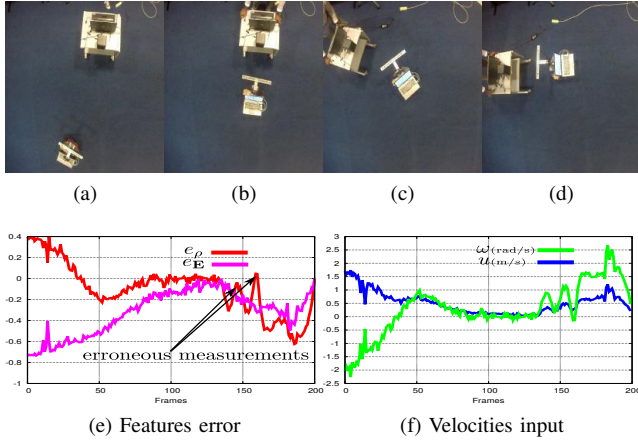 (a) (b) (c) (d)
e_ρ
e_E
0.4
0.2
0
-0.2
-0.4
-0.6
-0.8
-1
erroneous measurements
0 50 100 150 200
Frames
(e) Features error
ω(rad/s)
u(m/s)
3
2.5
2
1.5
1
0.5
0
-0.5
-1
-1.5
-2
-2.5
0 50 100 150 200
Frames
(f) Velocities input